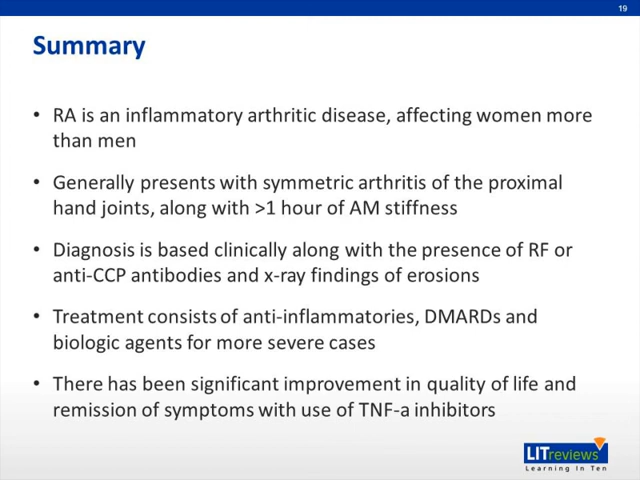 19
Summary
• RA is an inflammatory arthritic disease, affecting women more
than men
• Generally presents with symmetric arthritis of the proximal
hand joints, along with >1 hour of AM stiffness
• Diagnosis is based clinically along with the presence of RF or
anti-CCP antibodies and x-ray findings of erosions
• Treatment consists of anti-inflammatories, DMARDs and
biologic agents for more severe cases
• There has been significant improvement in quality of life and
remission of symptoms with use of TNF-a inhibitors
LITreviews
Learning In Ten